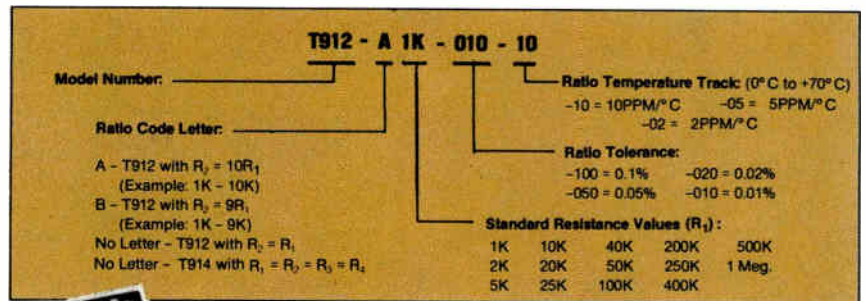 T912 - A 1K - 010 - 10
Model Number:
Ratio Code Letter:
A – T912 with R₂ = 10R₁
(Example: 1K – 10K)
B – T912 with R₂ = 9R₁
(Example: 1K – 9K)
No Letter – T912 with R₂ = R₁
No Letter – T914 with R₁ = R₂ = R₃ = R₄
Ratio Temperature Track: (0°C to +70°C)
–10 = 10PPM/°C –05 = 5PPM/°C
–02 = 2PPM/°C
Ratio Tolerance:
–100 = 0.1% –020 = 0.02%
–050 = 0.05% –010 = 0.01%
Standard Resistance Values (R₁) :
1K 10K 40K 200K 500K
2K 20K 50K 250K 1 Meg.
5K 25K 100K 400K